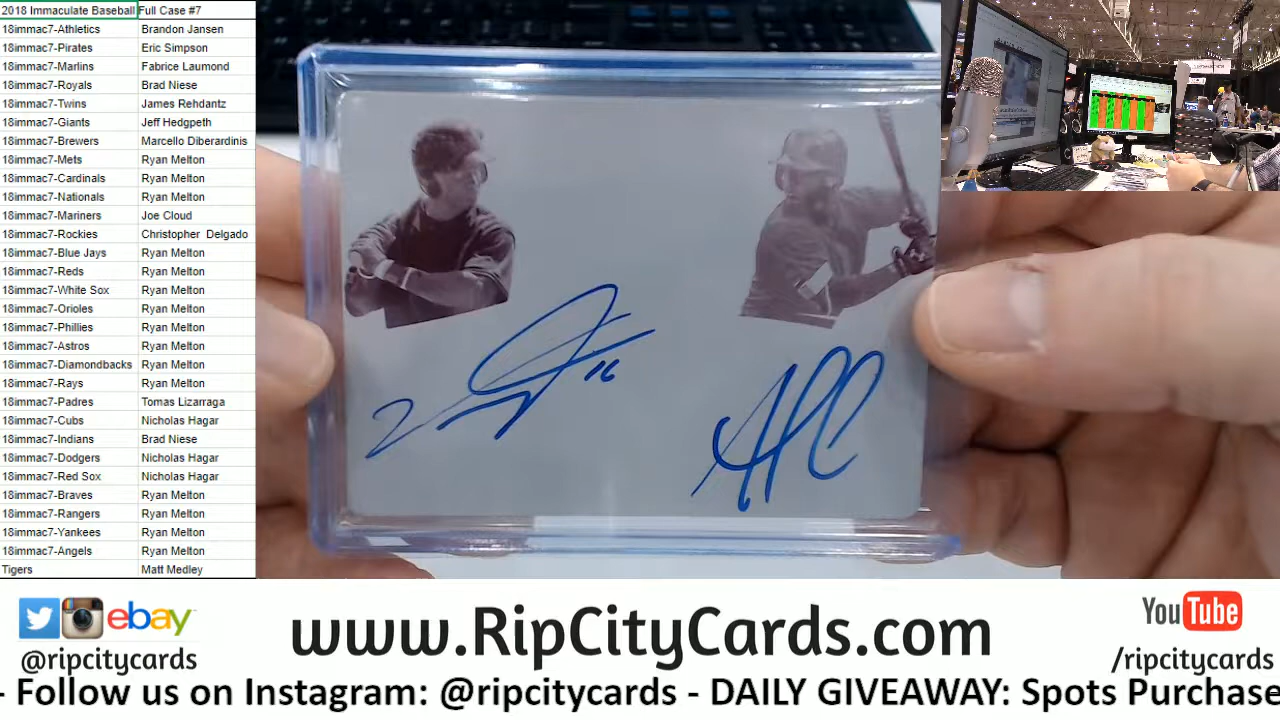 2018 Immaculate Baseball Full Case #7
18immac7-Athletics Brandon Jansen
18immac7-Pirates Eric Simpson
18immac7-Marlins Fabrice Laumond
18immac7-Royals Brad Niese
18immac7-Twins James Rehdantz
18immac7-Giants Jeff Hedgpeth
18immac7-Brewers Marcello Diberardinis
18immac7-Mets Ryan Melton
18immac7-Cardinals Ryan Melton
18immac7-Nationals Ryan Melton
18immac7-Mariners Joe Cloud
18immac7-Rockies Christopher Delgado
18immac7-Blue Jays Ryan Melton
18immac7-Reds Ryan Melton
18immac7-White Sox Ryan Melton
18immac7-Orioles Ryan Melton
18immac7-Phillies Ryan Melton
18immac7-Astros Ryan Melton
18immac7-Diamondbacks Ryan Melton
18immac7-Rays Ryan Melton
18immac7-Padres Tomas Lizarraga
18immac7-Cubs Nicholas Hagar
18immac7-Indians Brad Niese
18immac7-Dodgers Nicholas Hagar
18immac7-Red Sox Nicholas Hagar
18immac7-Braves Ryan Melton
18immac7-Rangers Ryan Melton
18immac7-Yankees Ryan Melton
18immac7-Angels Ryan Melton
Tigers Matt Medley
16
ebay
@ripcitycards
www.RipCityCards.com
YouTube
/ripcitycards
- Follow us on Instagram: @ripcitycards - DAILY GIVEAWAY: Spots Purchase